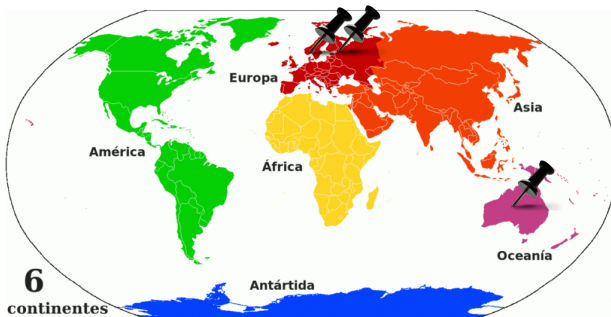 Europa
Asia
América
África
Oceanía
Antártida
6
continentes